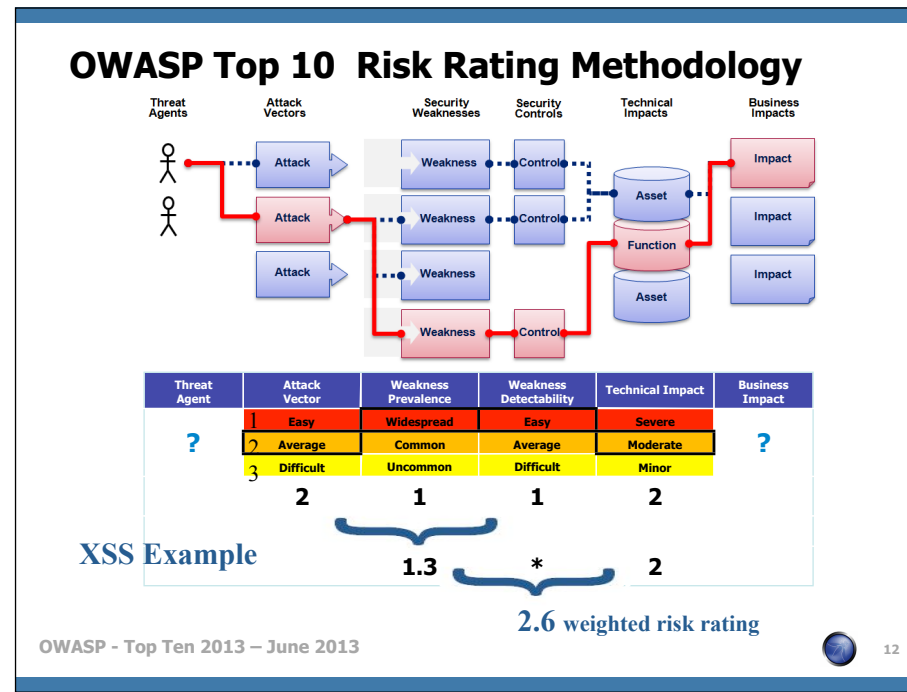 OWASP Top 10 Risk Rating Methodology
Threat Agents
Attack Vectors
Security Weaknesses
Security Controls
Technical Impacts
Business Impacts
Attack
Weakness
Control
Impact
Asset
Attack
Weakness
Control
Impact
Function
Attack
Weakness
Impact
Asset
Weakness
Control
Threat Agent
Attack Vector
Weakness Prevalence
Weakness Detectability
Technical Impact
Business Impact
?
1 Easy
Widespread
Easy
Severe
?
2 Average
Common
Average
Moderate
3 Difficult
Uncommon
Difficult
Minor
2 1 1 2
XSS Example
1.3 * 2
2.6 weighted risk rating
OWASP - Top Ten 2013 – June 2013
12